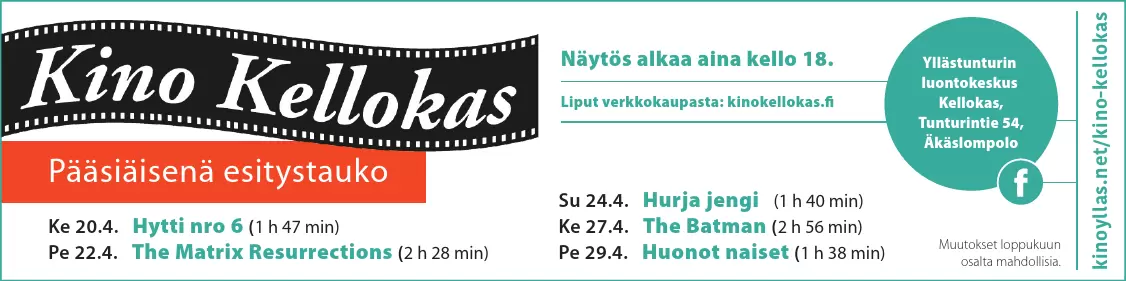 Kino Kellokas
Pääsiäisenä esitystauko
Ke 20.4. Hytti nro 6 (1 h 47 min)
Pe 22.4. The Matrix Resurrections (2 h 28 min)
Näytös alkaa aina kello 18.
Liput verkkokaupasta: kinokellokas.fi
Su 24.4. Hurja jengi (1 h 40 min)
Ke 27.4. The Batman (2 h 56 min)
Pe 29.4. Huonot naiset (1 h 38 min)
Yllästunturin
luontokeskus
Kellokas,
Tunturintie 54,
Äkäslompolo
f
Muutokset loppukuun
osalta mahdollisia.
kinoyllas.net/kino-kellokas